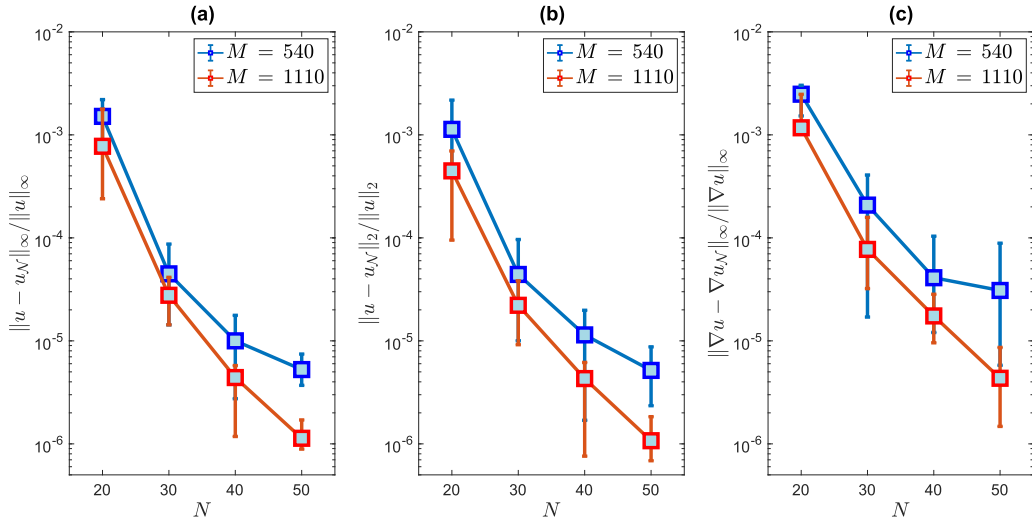 (a)
10^-2
10^-3
10^-4
10^-5
10^-6
20 30 40 50
N
‖u − u_𝒩‖_∞/‖u‖_∞
M = 540
M = 1110
(b)
10^-2
10^-3
10^-4
10^-5
10^-6
20 30 40 50
N
‖u − u_𝒩‖_2/‖u‖_2
M = 540
M = 1110
(c)
10^-2
10^-3
10^-4
10^-5
10^-6
20 30 40 50
N
‖∇u − ∇u_𝒩‖_∞/‖∇u‖_∞
M = 540
M = 1110